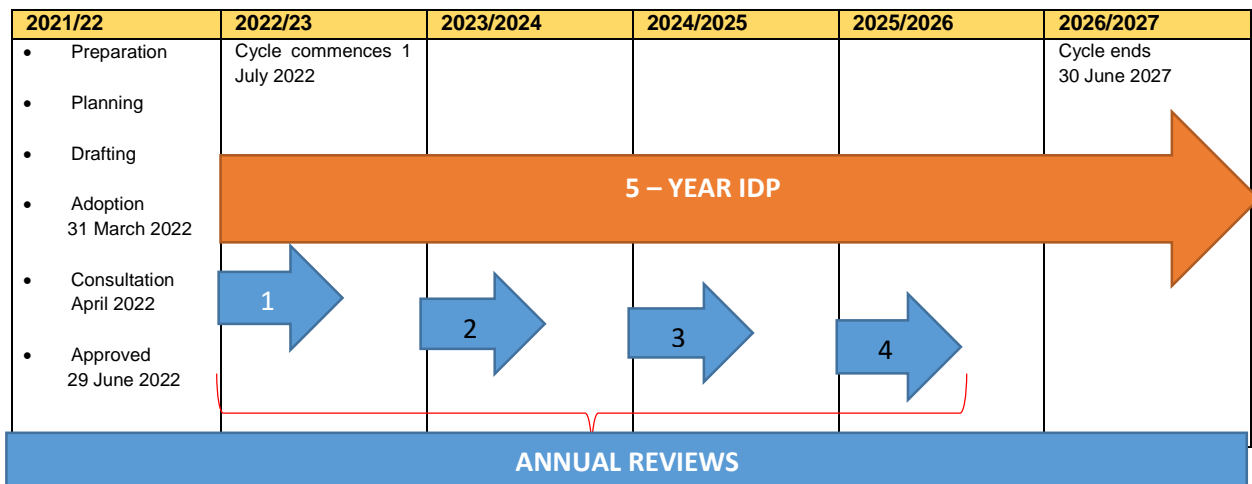 2021/22 2022/23 2023/2024 2024/2025 2025/2026 2026/2027
• Preparation
• Planning
• Drafting
• Adoption
31 March 2022
• Consultation
April 2022
• Approved
29 June 2022
Cycle commences 1
July 2022
Cycle ends
30 June 2027
5 – YEAR IDP
1
2
3
4
ANNUAL REVIEWS